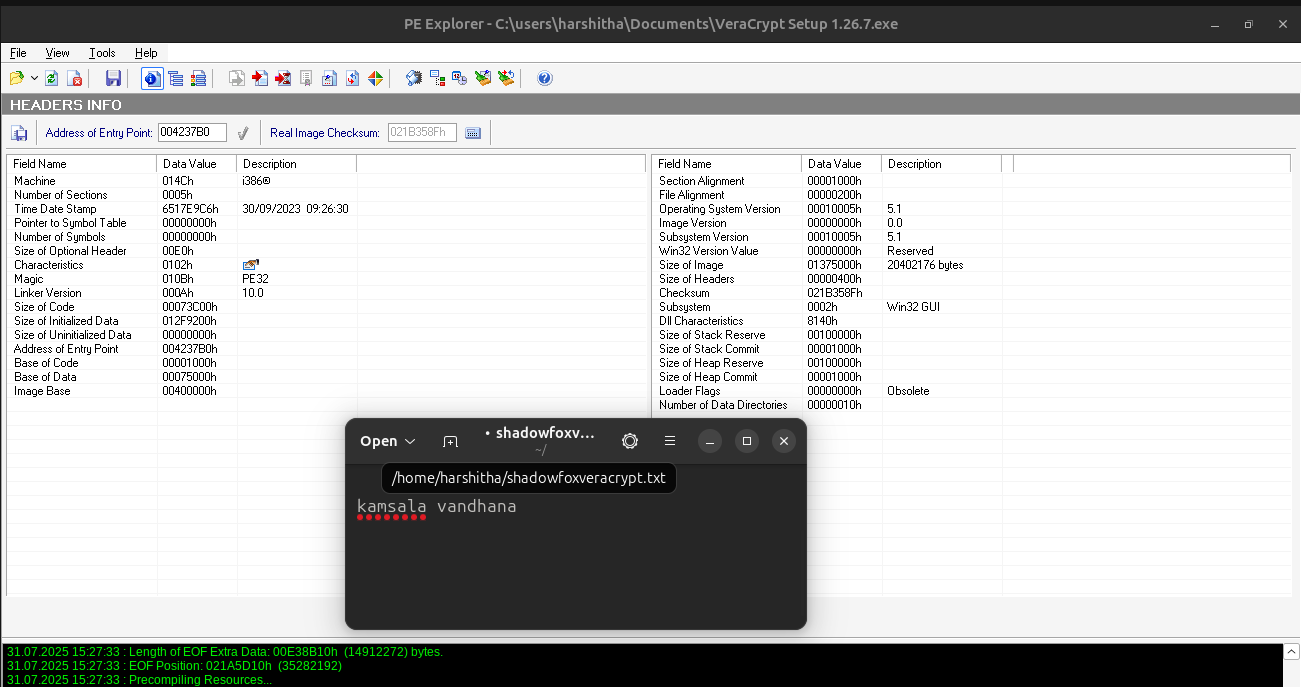 PE Explorer - C:\users\harshitha\Documents\VeraCrypt Setup 1.26.7.exe
File View Tools Help
HEADERS INFO
Address of Entry Point: 004237B0 Real Image Checksum: 021B358Fh
Field Name Data Value Description
Machine 014Ch i386®
Number of Sections 0005h
Time Date Stamp 6517E9C6h 30/09/2023 09:26:30
Pointer to Symbol Table 00000000h
Number of Symbols 00000000h
Size of Optional Header 00E0h
Characteristics 0102h
Magic 010Bh PE32
Linker Version 000Ah 10.0
Size of Code 00073C00h
Size of Initialized Data 012F9200h
Size of Uninitialized Data 00000000h
Address of Entry Point 004237B0h
Base of Code 00001000h
Base of Data 00075000h
Image Base 00400000h
Field Name Data Value Description
Section Alignment 00001000h
File Alignment 00000200h
Operating System Version 00010005h 5.1
Image Version 00000000h 0.0
Subsystem Version 00010005h 5.1
Win32 Version Value 00000000h Reserved
Size of Image 01375000h 20402176 bytes
Size of Headers 00000400h
Checksum 021B358Fh
Subsystem 0002h Win32 GUI
Dll Characteristics 8140h
Size of Stack Reserve 00100000h
Size of Stack Commit 00001000h
Size of Heap Reserve 00100000h
Size of Heap Commit 00001000h
Loader Flags 00000000h Obsolete
Number of Data Directories 00000010h
Open • shadowfoxv...
~/
/home/harshitha/shadowfoxveracrypt.txt
kamsala vandhana
31.07.2025 15:27:33 : Length of EOF Extra Data: 00E38B10h (14912272) bytes.
31.07.2025 15:27:33 : EOF Position: 021A5D10h (35282192)
31.07.2025 15:27:33 : Precompiling Resources...